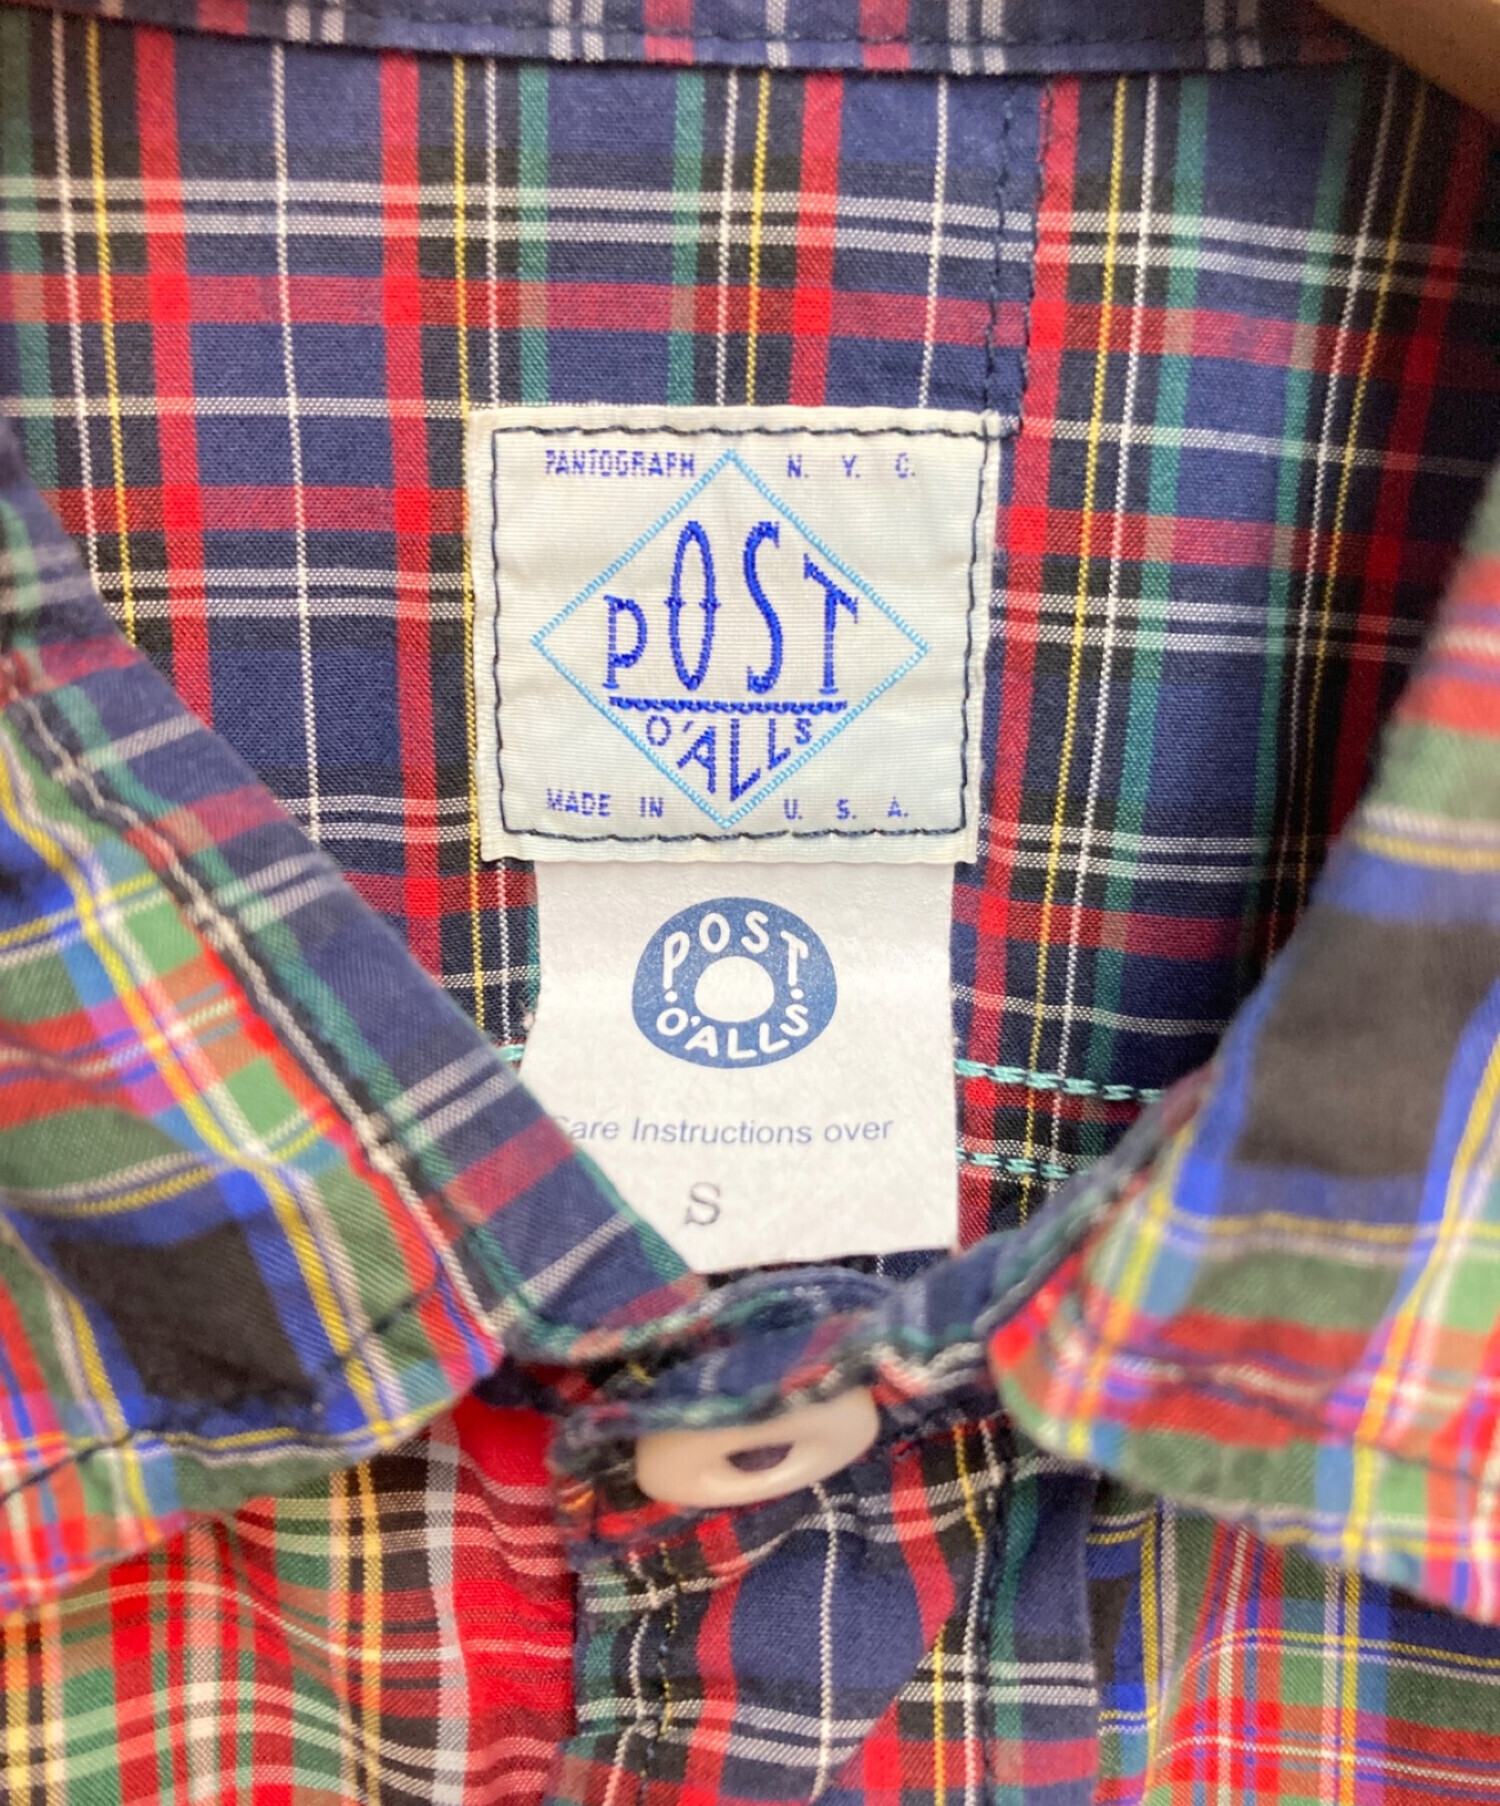 PANTOGRAPH N. Y. C.
POST
O'ALLS
MADE IN U. S. A.
POST
O'ALLS
Care Instructions over
S